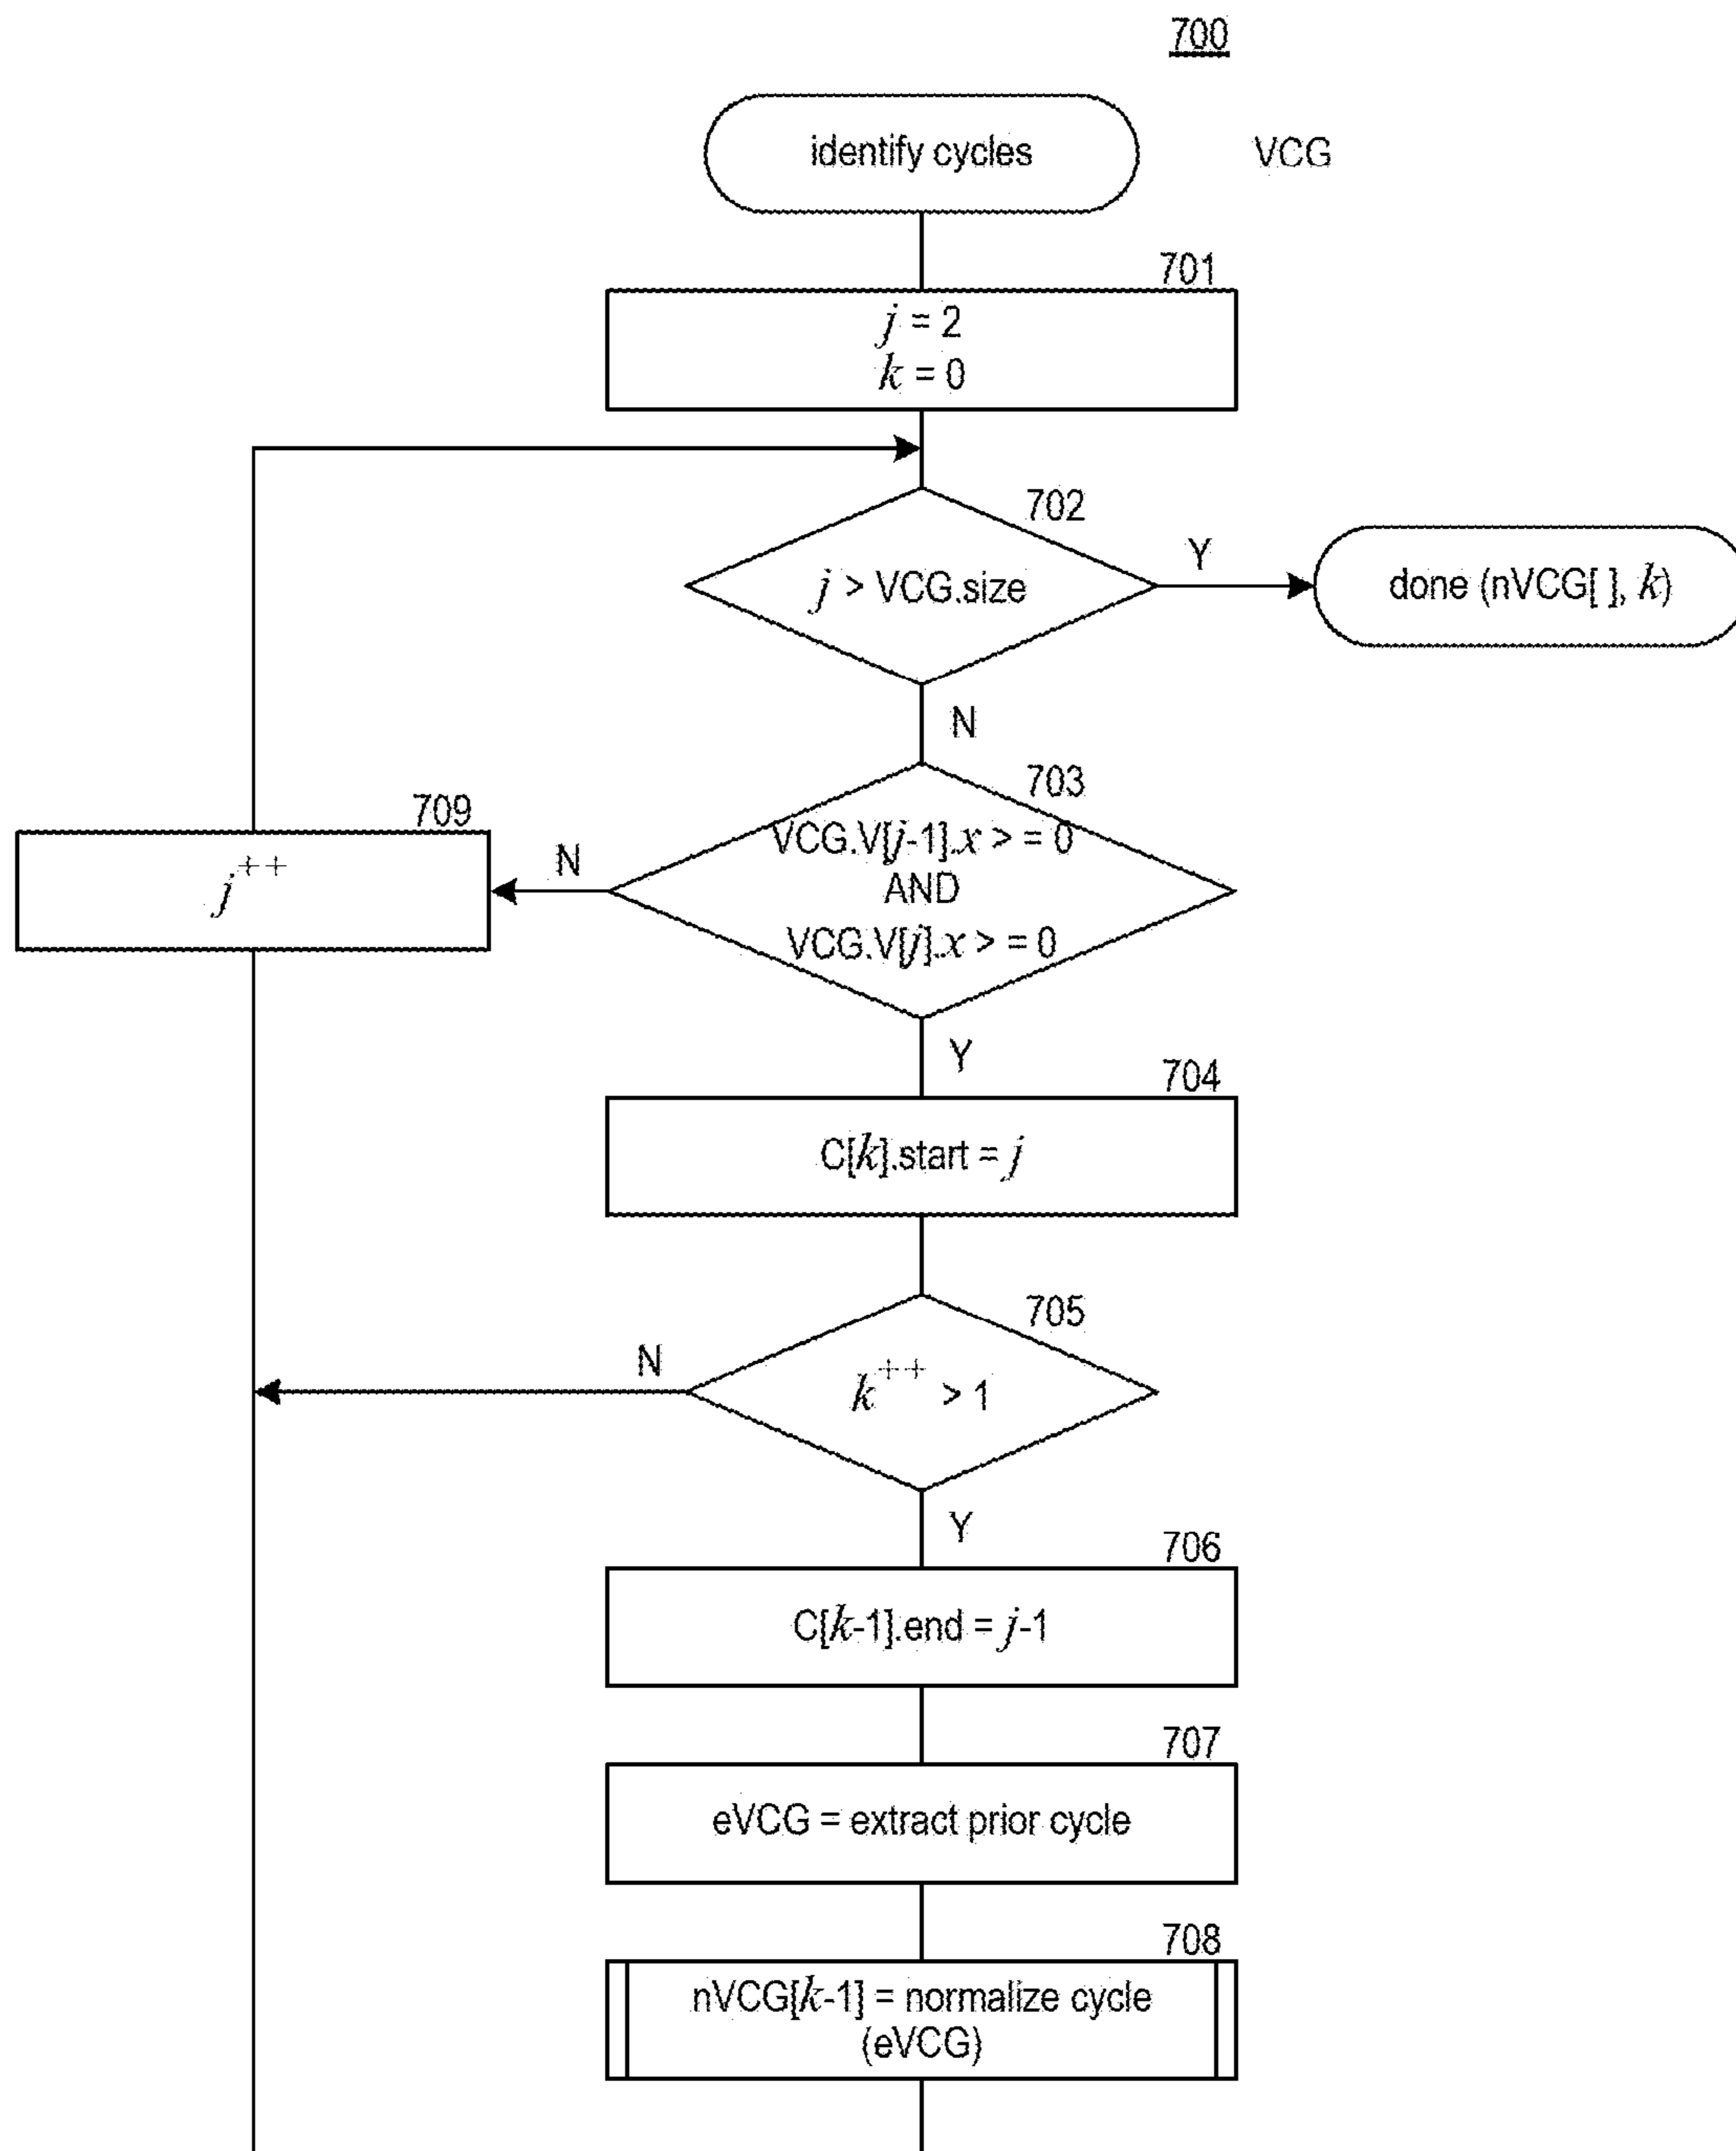 700
identify cycles
VCG
701
j = 2
k = 0
702
j > VCG.size
Y
done (nVCG[ ], k)
N
703
VCG.V[j-1].x > = 0
AND
VCG.V[j].x > = 0
N
709
j++
Y
704
C[k].start = j
705
k++ > 1
N
Y
706
C[k-1].end = j-1
707
eVCG = extract prior cycle
708
nVCG[k-1] = normalize cycle
(eVCG)